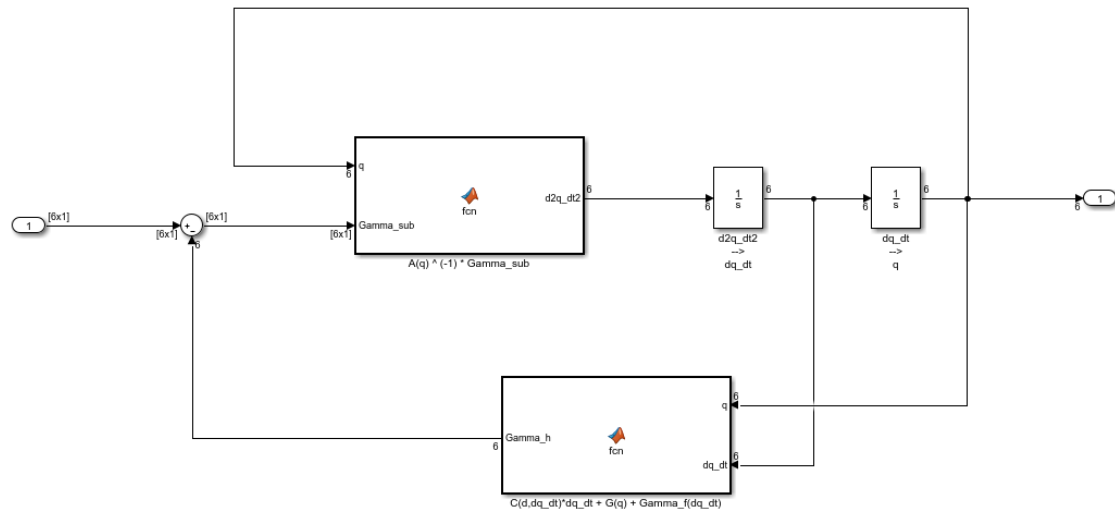 q
6
fcn
d2q_dt2
6
Gamma_sub
[6x1]
A(q) ^ (-1) * Gamma_sub
1
[6x1]
[6x1]
+
−
6
[6x1]
6
1
s
6
d2q_dt2
-->
dq_dt
6
1
s
6
dq_dt
-->
q
6
1
Gamma_h
6
fcn
q
6
dq_dt
6
C(d,dq_dt)*dq_dt + G(q) + Gamma_f(dq_dt)